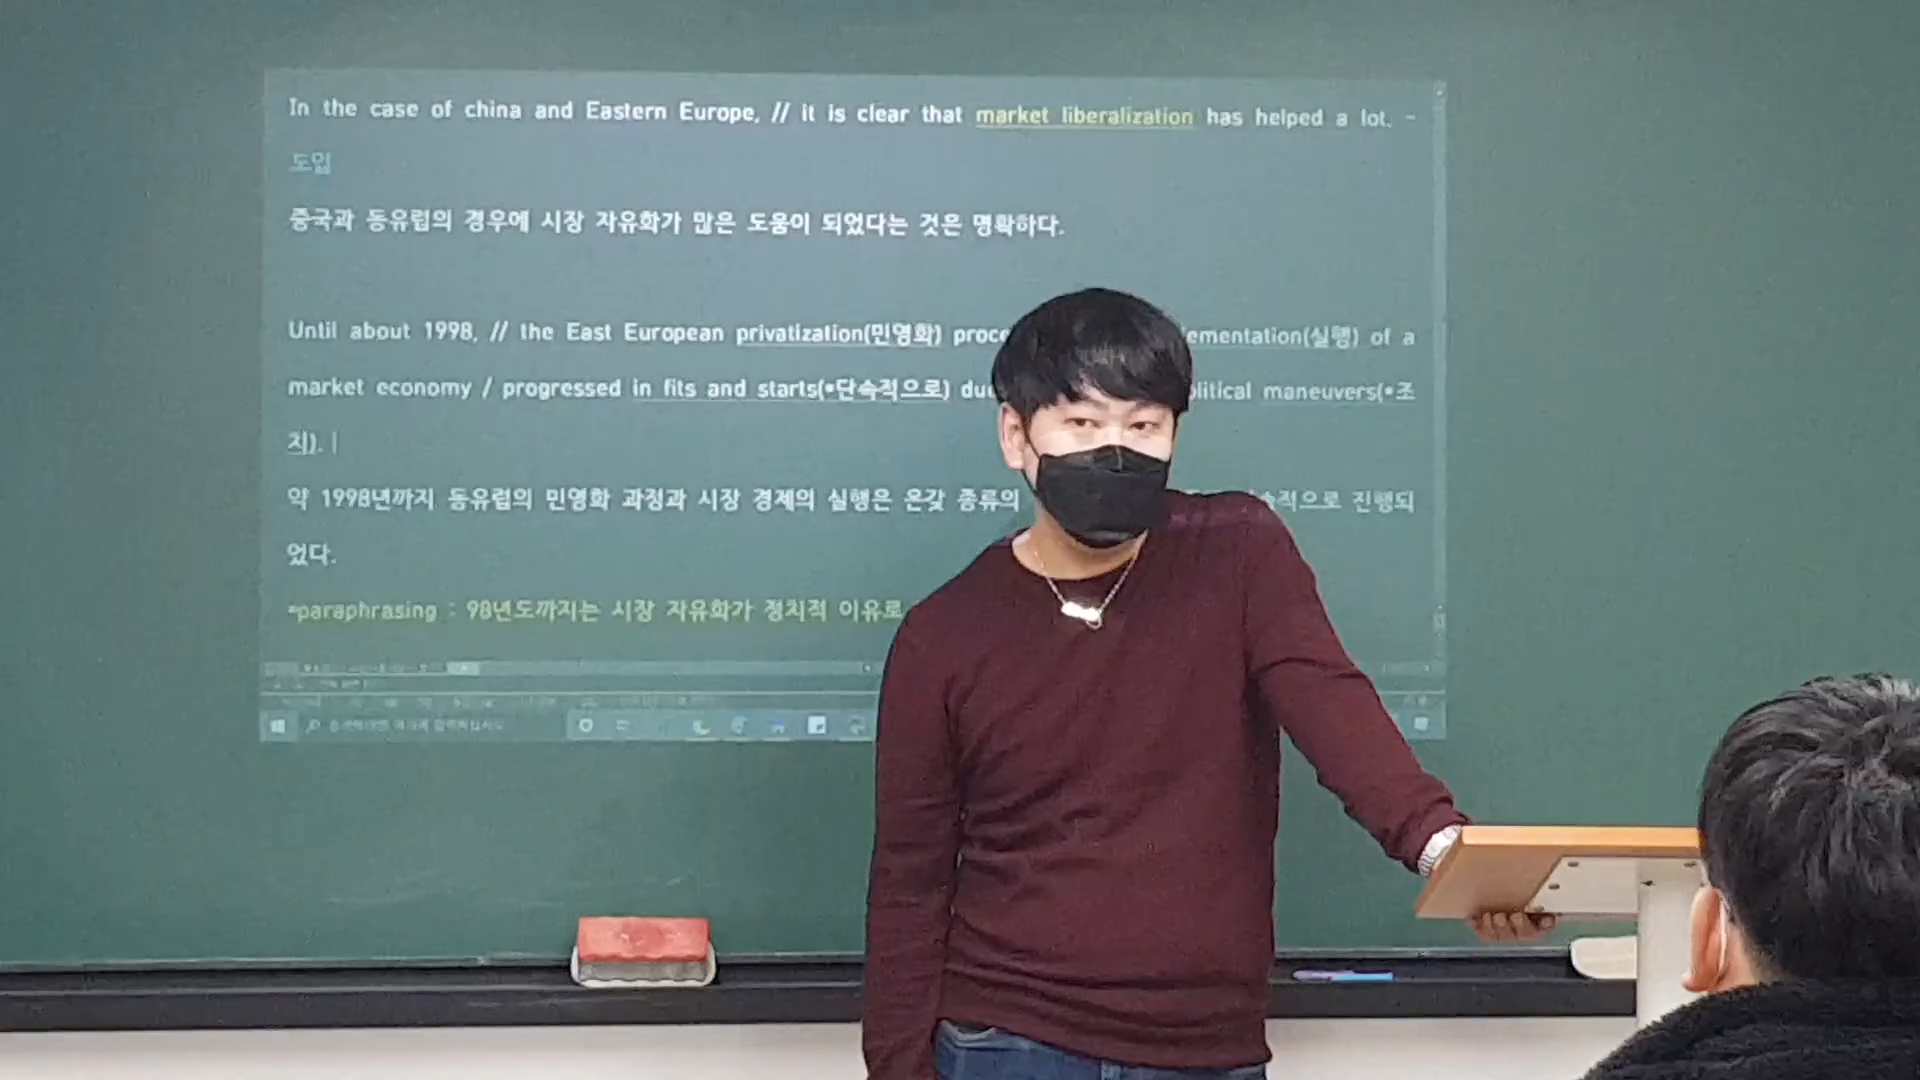 In the case of china and Eastern Europe, // it is clear that market liberalization has helped a lot. -
도입
중국과 동유럽의 경우에 시장 자유화가 많은 도움이 되었다는 것은 명확하다.
Until about 1998, // the East European privatization(민영화) proc ementation(실행) of a
market economy / progressed in fits and starts(*단속적으로) du litical maneuvers(*조
치).
약 1998년까지 동유럽의 민영화 과정과 시장 경제의 실행은 온갖 종류의 속적으로 진행되
었다.
*paraphrasing : 98년도까지는 시장 자유화가 정치적 이유로